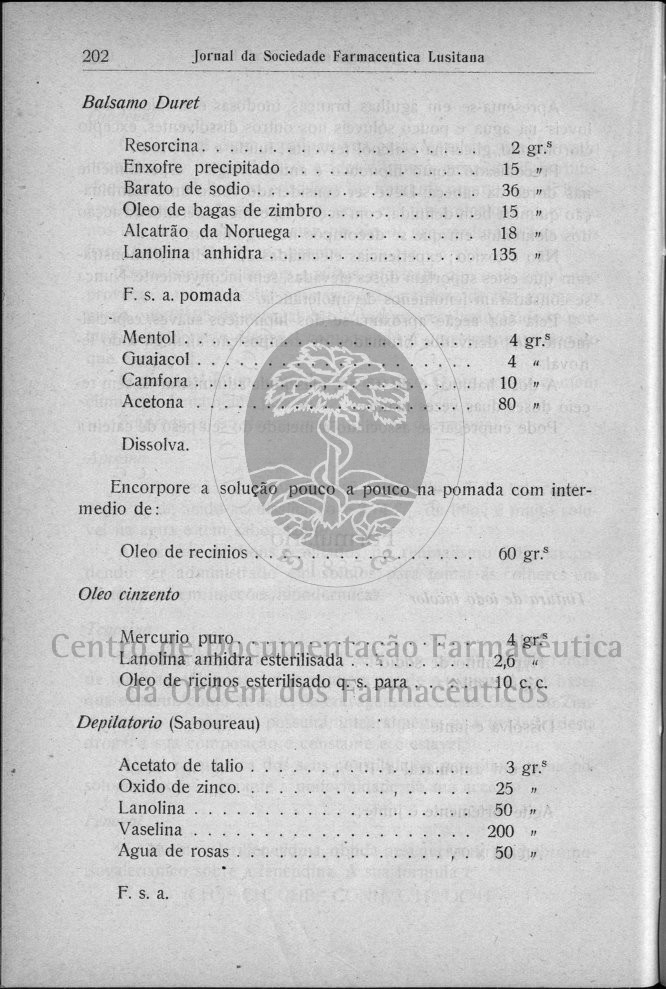 202 Jornal da Sociedade Farmaceutica Lusitana
Balsamo Duret
Resorcina. . . . . . . . . . . . . . . . . . . 2 gr.s
Enxofre precipitado . . . . . . . . . . . . . 15 „
Barato de sodio . . . . . . . . . . . . . . . 36 „
Oleo de bagas de zimbro. . . . . . . . . . 15 „
Alcatrão da Noruega . . . . . . . . . . . . 18 „
Lanolina anhidra . . . . . . . . . . . . . . 135 „
F. s. a. pomada
Mentol . . . . . . . . . . . . . . . . . . . . 4 gr.s
Guaiacol . . . . . . . . . . . . . . . . . . . 4 “
Camfora . . . . . . . . . . . . . . . . . . . 10 „
Acetona . . . . . . . . . . . . . . . . . . . 80 „
Dissolva.
Encorpore a solução pouco a pouco na pomada com inter-
medio de:
Oleo de recinios . . . . . . . . . . . . . . . 60 gr.s
Oleo cinzento
Mercurio puro. . . . . . . . . . . . . . . . 4 gr.s
Lanolina anhidra esterilisada . . . . . . . . 2,6 “
Oleo de ricinos esterilisado q. s. para . . . . 10 c. c.
Centro de Documentação Farmacêutica
da Ordem dos Farmacêuticos
Depilatorio (Saboureau)
Acetato de talio . . . . . . . . . . . . . . . 3 gr.s
Oxido de zinco. . . . . . . . . . . . . . . . 25 „
Lanolina . . . . . . . . . . . . . . . . . . . 50 „
Vaselina . . . . . . . . . . . . . . . . . . . 200 „
Agua de rosas . . . . . . . . . . . . . . . . 50 „
F. s. a.